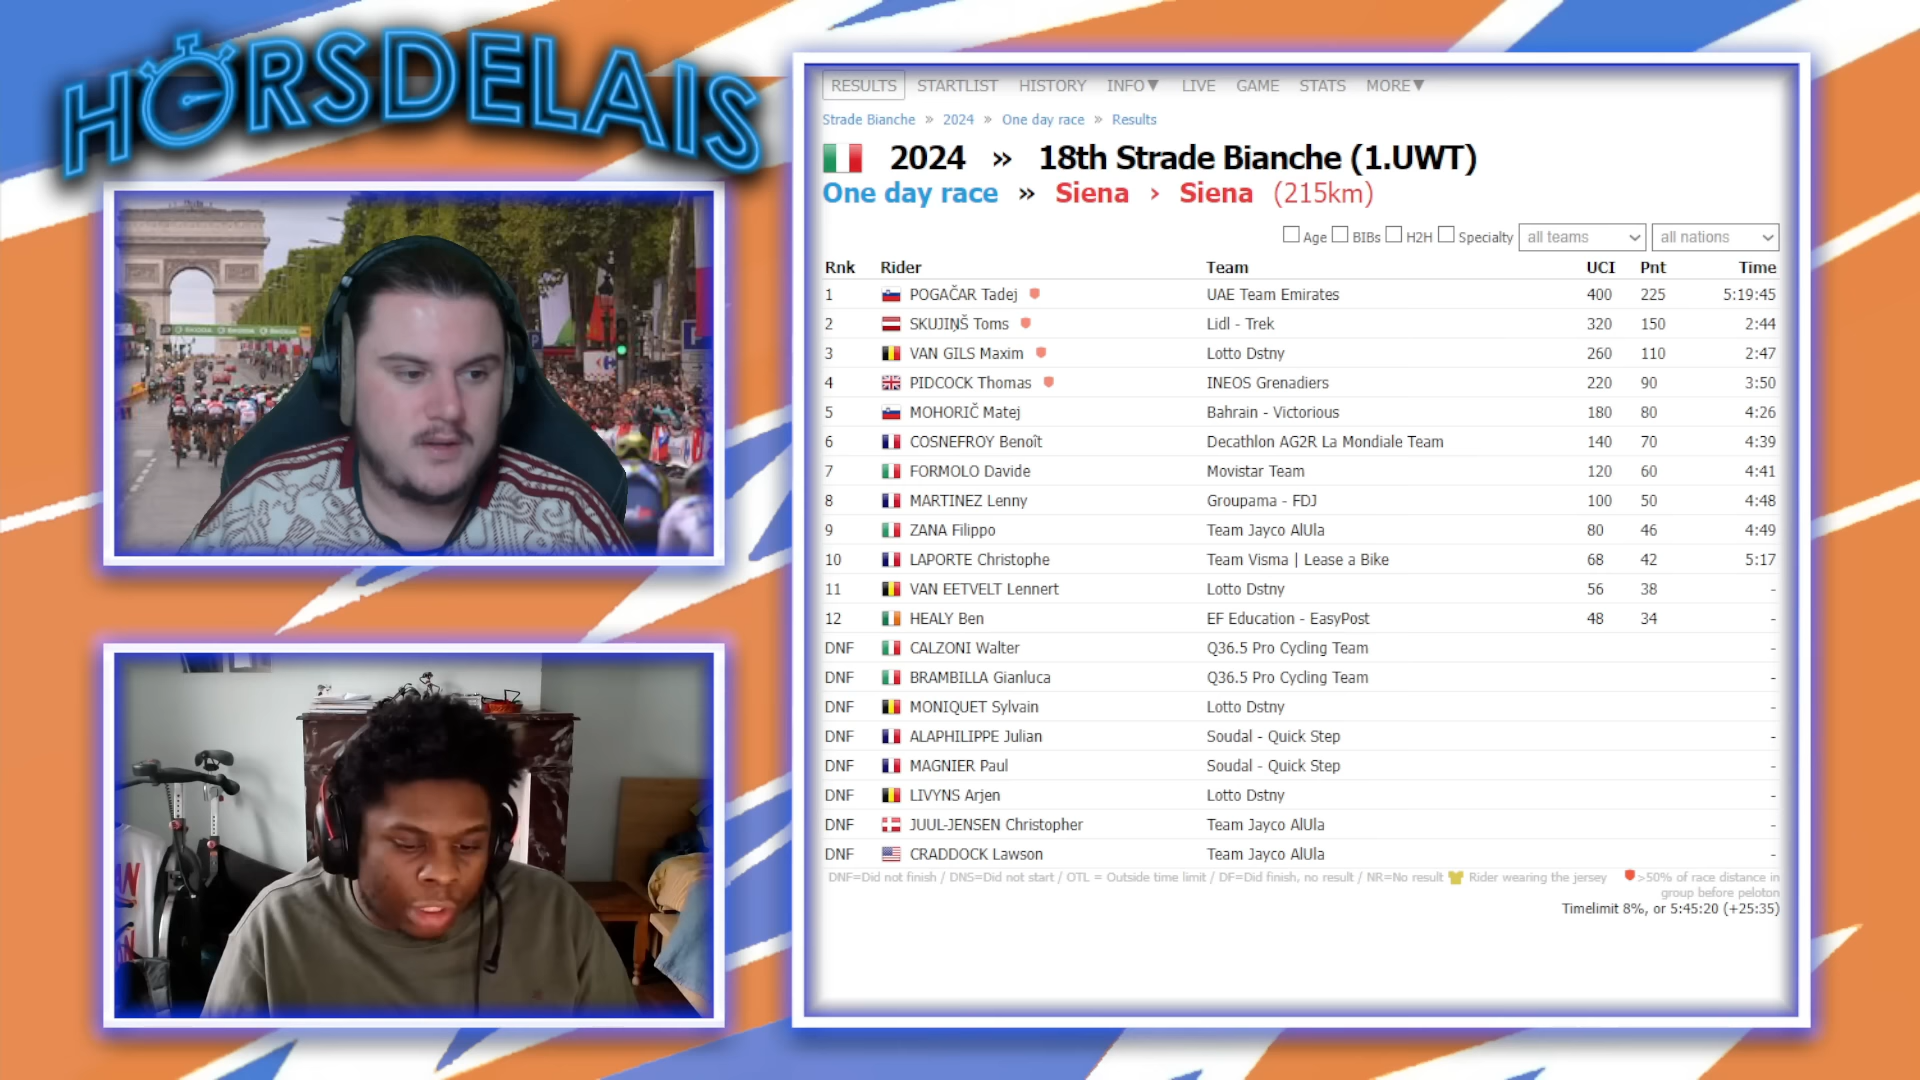 HORSDELAIS
RESULTS STARTLIST HISTORY INFO▼ LIVE GAME STATS MORE▼
Strade Bianche » 2024 » One day race » Results
2024 » 18th Strade Bianche (1.UWT)
One day race » Siena › Siena (215km)
Age BIBs H2H Specialty all teams all nations
Rnk Rider Team UCI Pnt Time
1 POGAČAR Tadej UAE Team Emirates 400 225 5:19:45
2 SKUJIŅŠ Toms Lidl - Trek 320 150 2:44
3 VAN GILS Maxim Lotto Dstny 260 110 2:47
4 PIDCOCK Thomas INEOS Grenadiers 220 90 3:50
5 MOHORIČ Matej Bahrain - Victorious 180 80 4:26
6 COSNEFROY Benoît Decathlon AG2R La Mondiale Team 140 70 4:39
7 FORMOLO Davide Movistar Team 120 60 4:41
8 MARTINEZ Lenny Groupama - FDJ 100 50 4:48
9 ZANA Filippo Team Jayco AlUla 80 46 4:49
10 LAPORTE Christophe Team Visma | Lease a Bike 68 42 5:17
11 VAN EETVELT Lennert Lotto Dstny 56 38 -
12 HEALY Ben EF Education - EasyPost 48 34 -
DNF CALZONI Walter Q36.5 Pro Cycling Team -
DNF BRAMBILLA Gianluca Q36.5 Pro Cycling Team -
DNF MONIQUET Sylvain Lotto Dstny -
DNF ALAPHILIPPE Julian Soudal - Quick Step -
DNF MAGNIER Paul Soudal - Quick Step -
DNF LIVYNS Arjen Lotto Dstny -
DNF JUUL-JENSEN Christopher Team Jayco AlUla -
DNF CRADDOCK Lawson Team Jayco AlUla -
DNF=Did not finish / DNS=Did not start / OTL = Outside time limit / DF=Did finish, no result / NR=No result Rider wearing the jersey >50% of race distance in
group before peloton
Timelimit 8%, or 5:45:20 (+25:35)